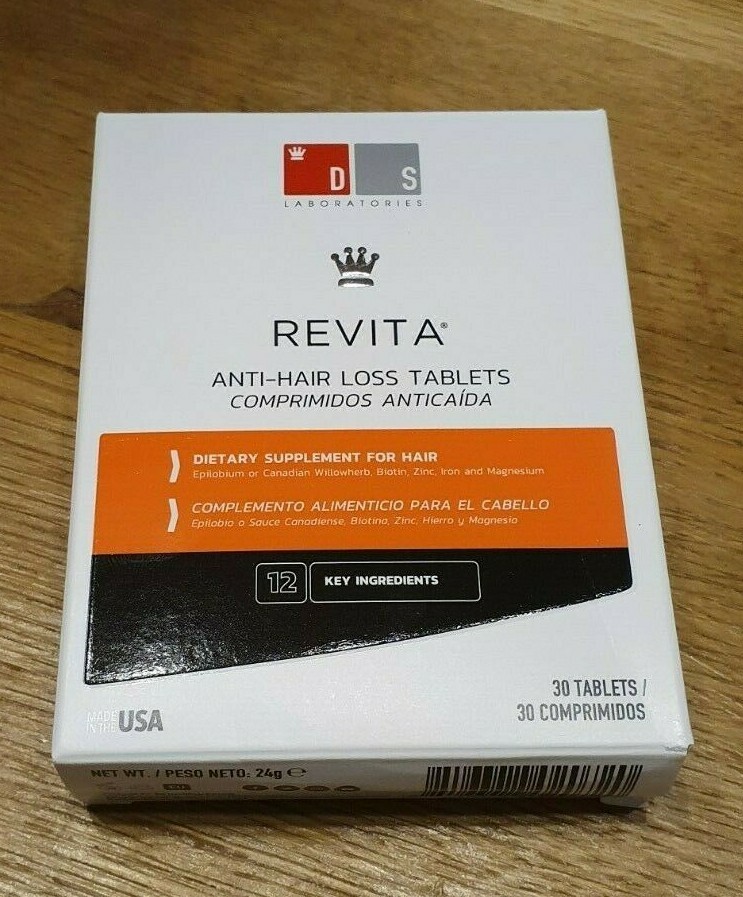 D S
LABORATORIES
REVITA®
ANTI-HAIR LOSS TABLETS
COMPRIMIDOS ANTICAÍDA
DIETARY SUPPLEMENT FOR HAIR
Epilobium or Canadian Willowherb, Biotin, Zinc, Iron and Magnesium
COMPLEMENTO ALIMENTICIO PARA EL CABELLO
Epilobio o Sauce Canadiense, Biotina, Zinc, Hierro y Magnesio
12 KEY INGREDIENTS
30 TABLETS /
30 COMPRIMIDOS
MADE IN THE USA
NET WT. / PESO NETO: 24g ℮